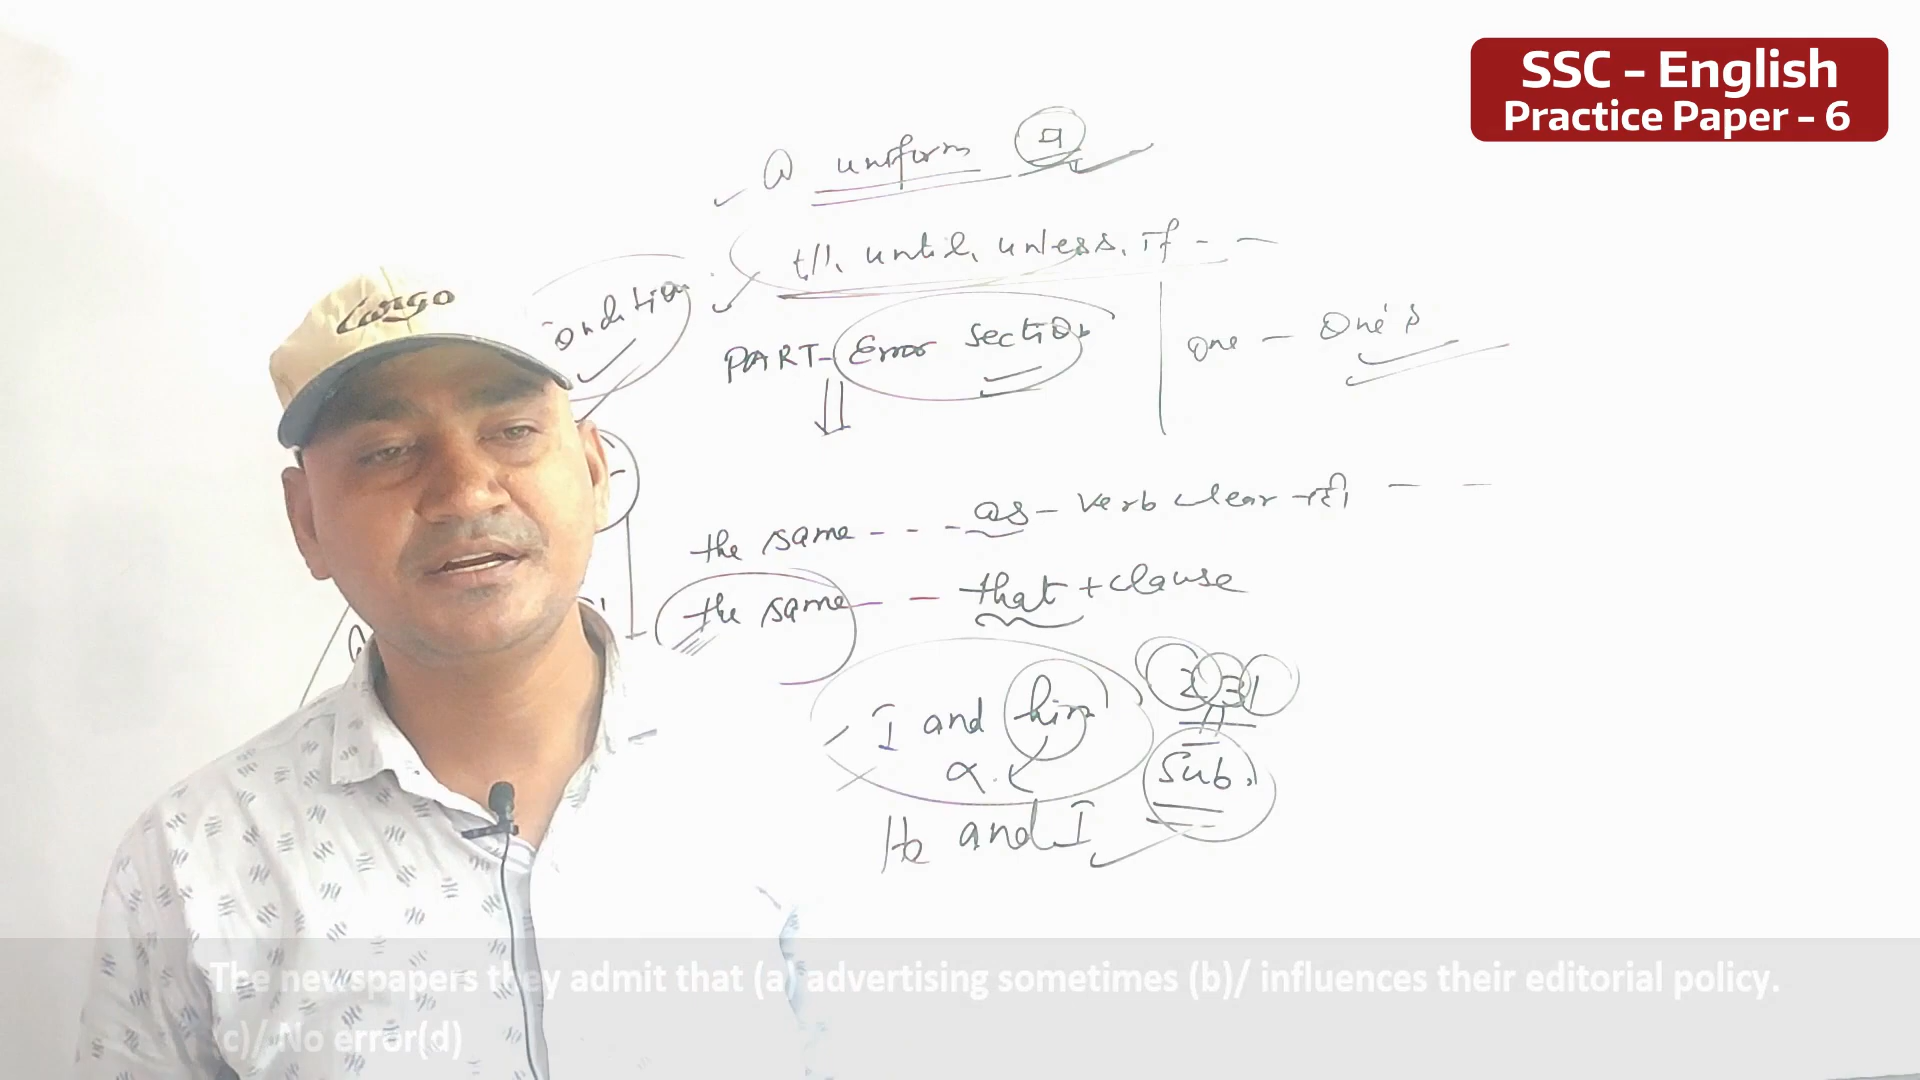 SSC – English
Practice Paper – 6
a uniform
till, until, unless, if - —
condition
PART- Error section
one — one's
the same - - - as — verb clear नहीं — —
the same — — that + clause
231
I and him
Sub.
He and I
Largo
The newspapers they admit that (a) advertising sometimes (b)/ influences their editorial policy.
c)/ No error(d)